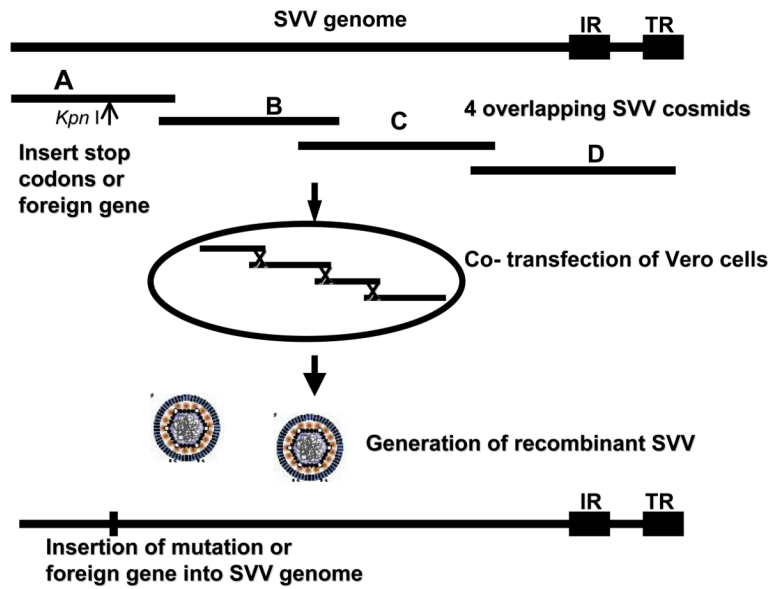 SVV genome
IR TR
A
Kpn I
B
C
4 overlapping SVV cosmids
D
Insert stop
codons or
foreign gene
Co- transfection of Vero cells
Generation of recombinant SVV
IR TR
Insertion of mutation or
foreign gene into SVV genome